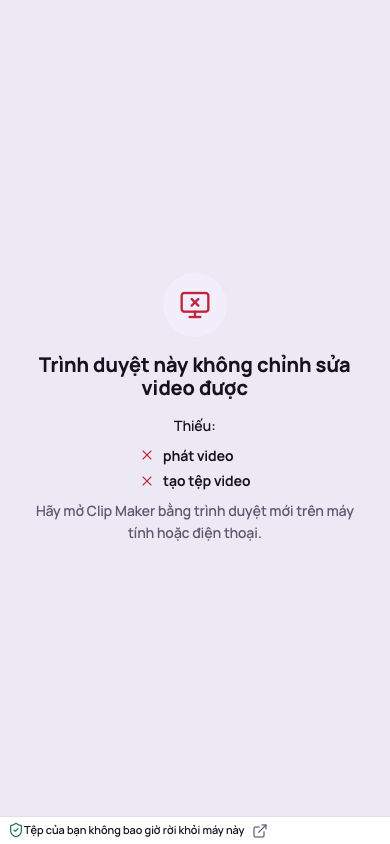 Trình duyệt này không chỉnh sửa
video được
Thiếu:
phát video
tạo tệp video
Hãy mở Clip Maker bằng trình duyệt mới trên máy
tính hoặc điện thoại.
Tệp của bạn không bao giờ rời khỏi máy này